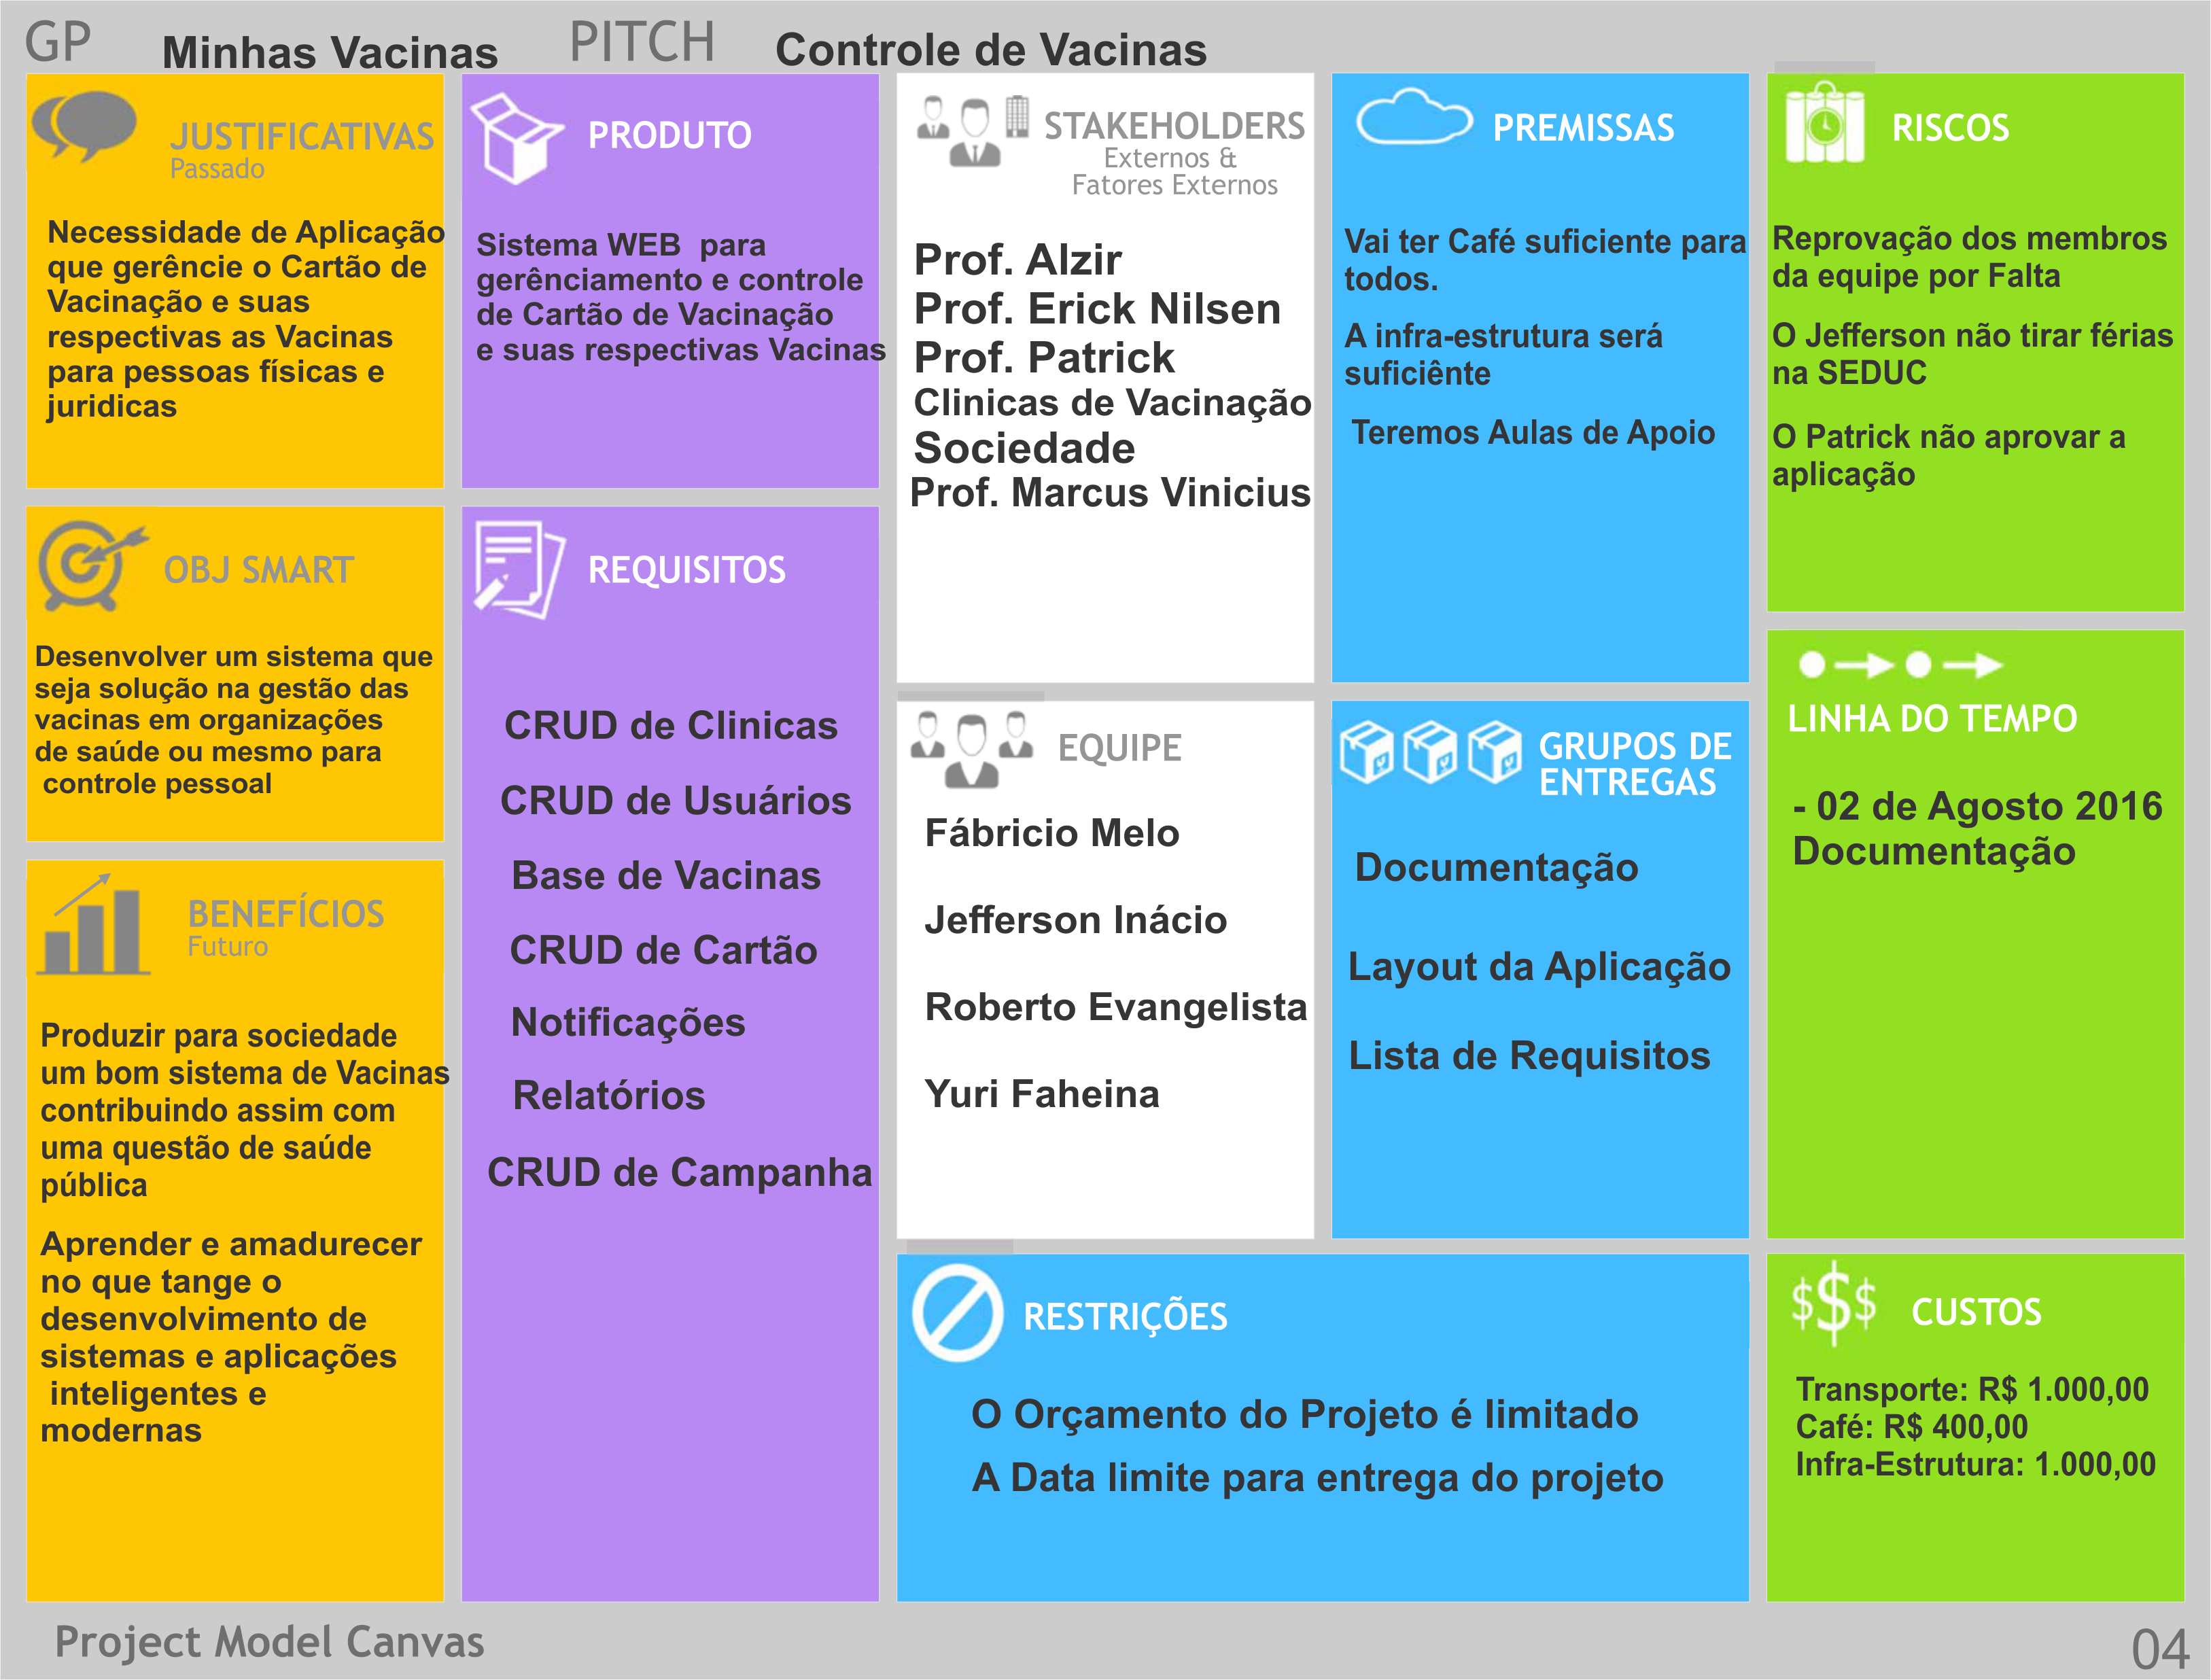 GP
Minhas Vacinas
PITCH
Controle de Vacinas
JUSTIFICATIVAS
Passado
Necessidade de Aplicação
que gerência o Cartão de
Vacinação e suas
respectivas as Vacinas
para pessoas físicas e
juridicas
OBJ SMART
Desenvolver um sistema que
seja solução na gestão das
vacinas em organizações
de saúde ou mesmo para
controle pessoal
BENEFÍCIOS
Futuro
Produzir para sociedade
um bom sistema de Vacinas
contribuindo assim com
uma questão de saúde
pública
Aprender e amadurecer
no que tange o
desenvolvimento de
sistemas e aplicações
inteligentes e
modernas
PRODUTO
Sistema WEB  para
gerênciamento e controle
de Cartão de Vacinação
e suas respectivas Vacinas
REQUISITOS
CRUD de Clinicas
CRUD de Usuários
Base de Vacinas
CRUD de Cartão
Notificações
Relatórios
CRUD de Campanha
STAKEHOLDERS
Externos &
Fatores Externos
Prof. Alzir
Prof. Erick Nilsen
Prof. Patrick
Clinicas de Vacinação
Sociedade
Prof. Marcus Vinicius
EQUIPE
Fábricio Melo
Jefferson Inácio
Roberto Evangelista
Yuri Faheina
PREMISSAS
Vai ter Café suficiente para
todos.
A infra-estrutura será
suficiênte
Teremos Aulas de Apoio
GRUPOS DE
ENTREGAS
Documentação
Layout da Aplicação
Lista de Requisitos
RESTRIÇÕES
O Orçamento do Projeto é limitado
A Data limite para entrega do projeto
RISCOS
Reprovação dos membros
da equipe por Falta
O Jefferson não tirar férias
na SEDUC
O Patrick não aprovar a
aplicação
LINHA DO TEMPO
- 02 de Agosto 2016
Documentação
$$$
CUSTOS
Transporte: R$ 1.000,00
Café: R$ 400,00
Infra-Estrutura: 1.000,00
Project Model Canvas
04